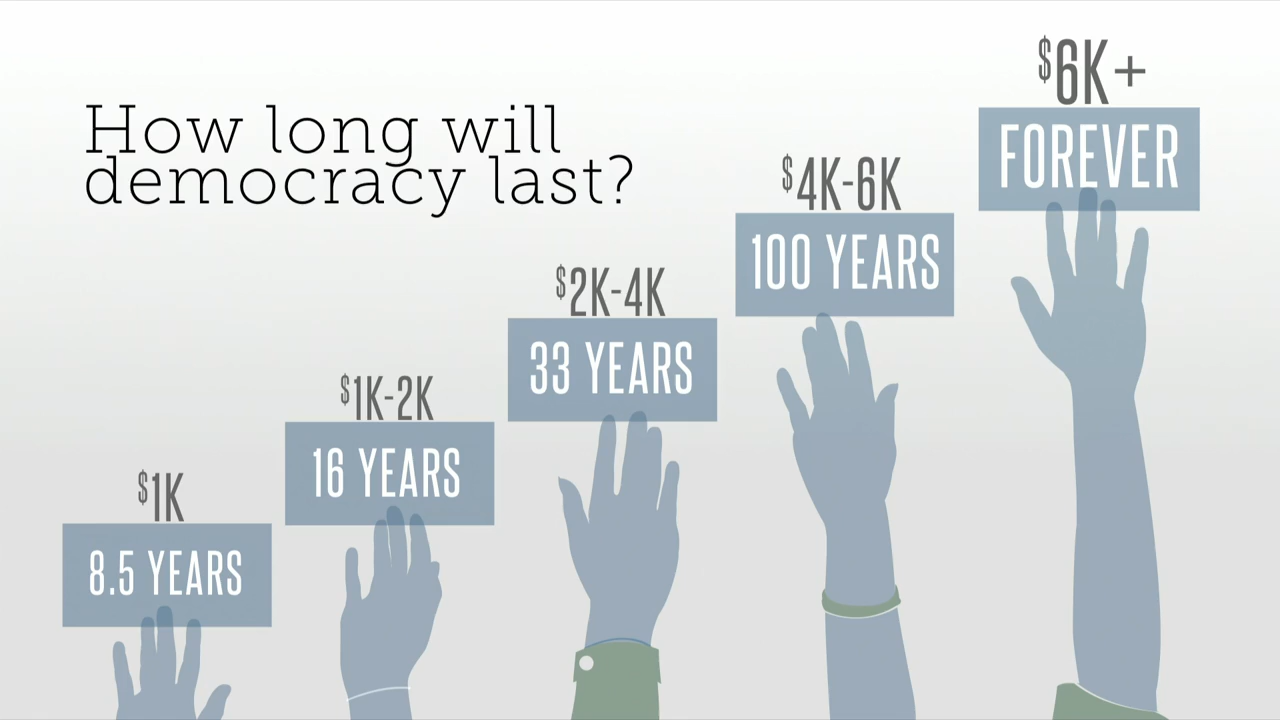 How long will
democracy last?
$1K
8.5 YEARS
$1K-2K
16 YEARS
$2K-4K
33 YEARS
$4K-6K
100 YEARS
$6K+
FOREVER